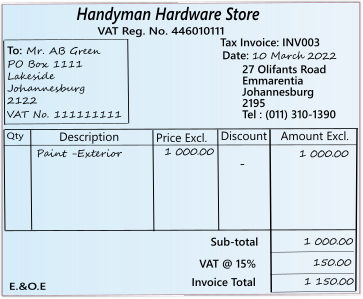 Handyman Hardware Store
VAT Reg. No. 446010111
Tax Invoice: INV003
Date: 10 March 2022
To: Mr. AB Green
PO Box 1111
Lakeside
Johannesburg
2122
VAT No. 111111111
27 Olifants Road
Emmarentia
Johannesburg
2195
Tel : (011) 310-1390
Qty Description Price Excl. Discount Amount Excl.
Paint -Exterior 1 000.00 - 1 000.00
Sub-total 1 000.00
VAT @ 15% 150.00
Invoice Total 1 150.00
E.&O.E